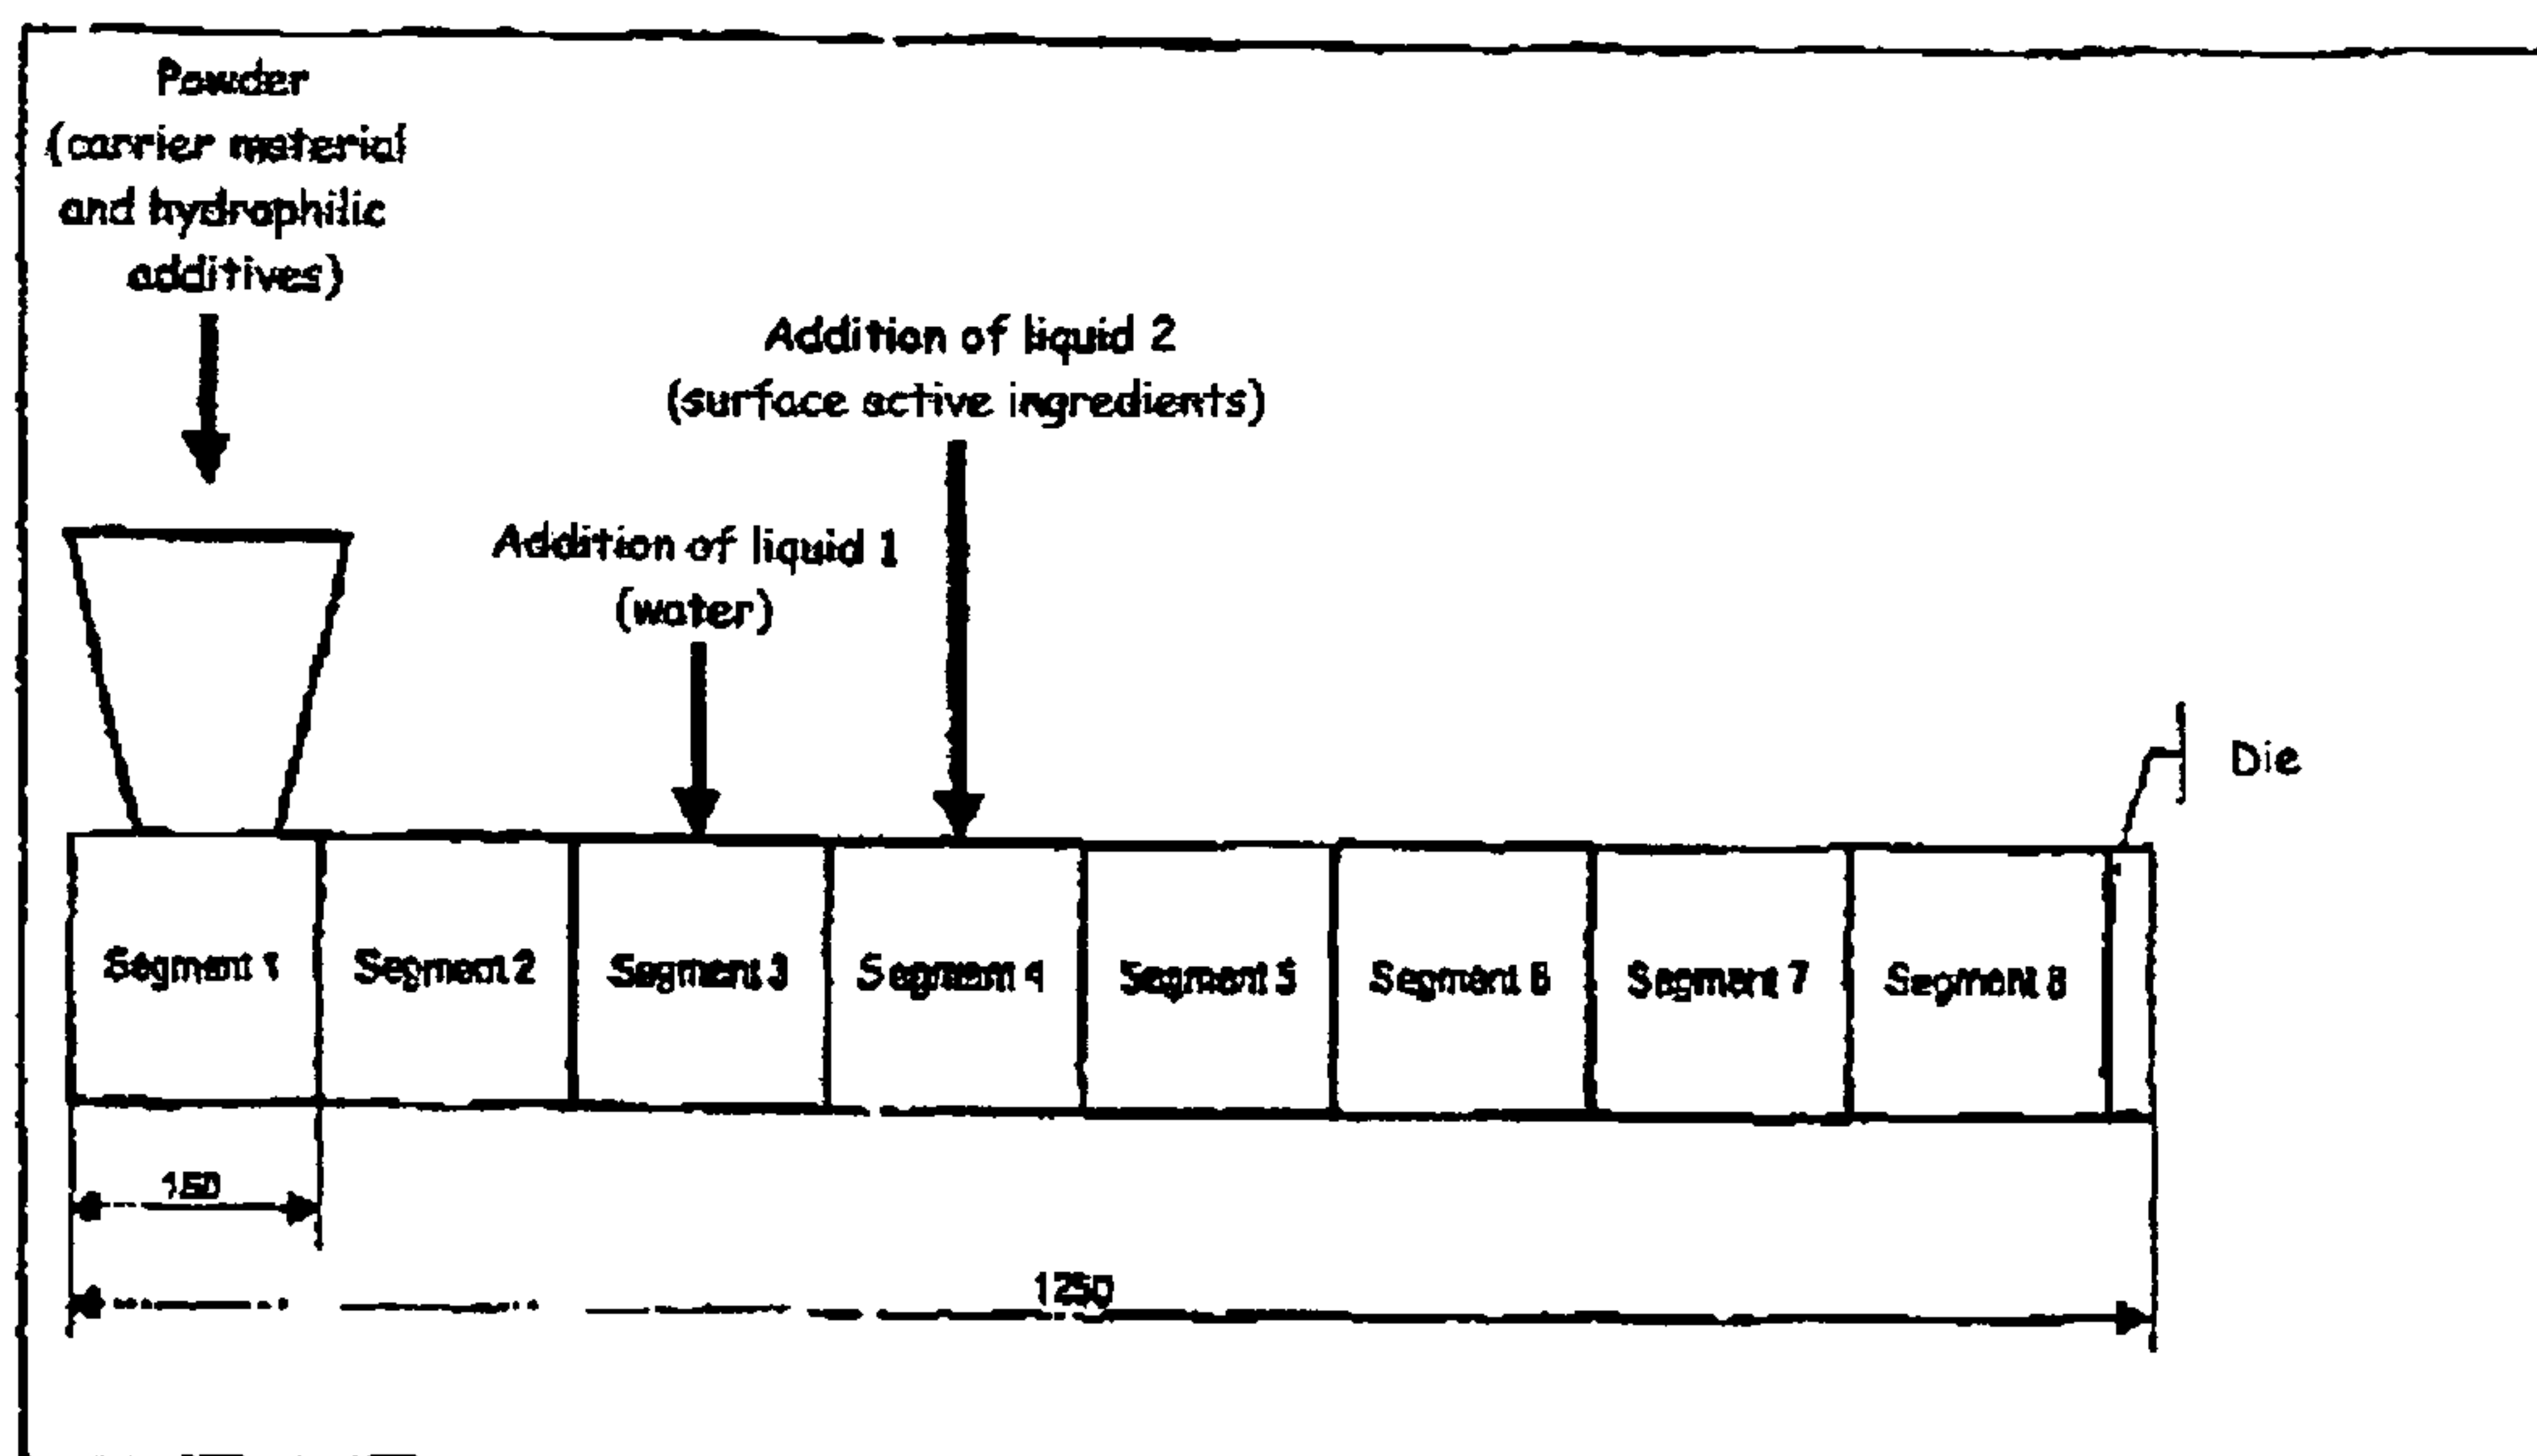 Powder
(carrier material
and hydrophilic
additives)
Addition of liquid 2
(surface active ingredients)
Addition of liquid 1
(water)
Die
Segment 1
Segment 2
Segment 3
Segment 4
Segment 5
Segment 6
Segment 7
Segment 8
150
1250